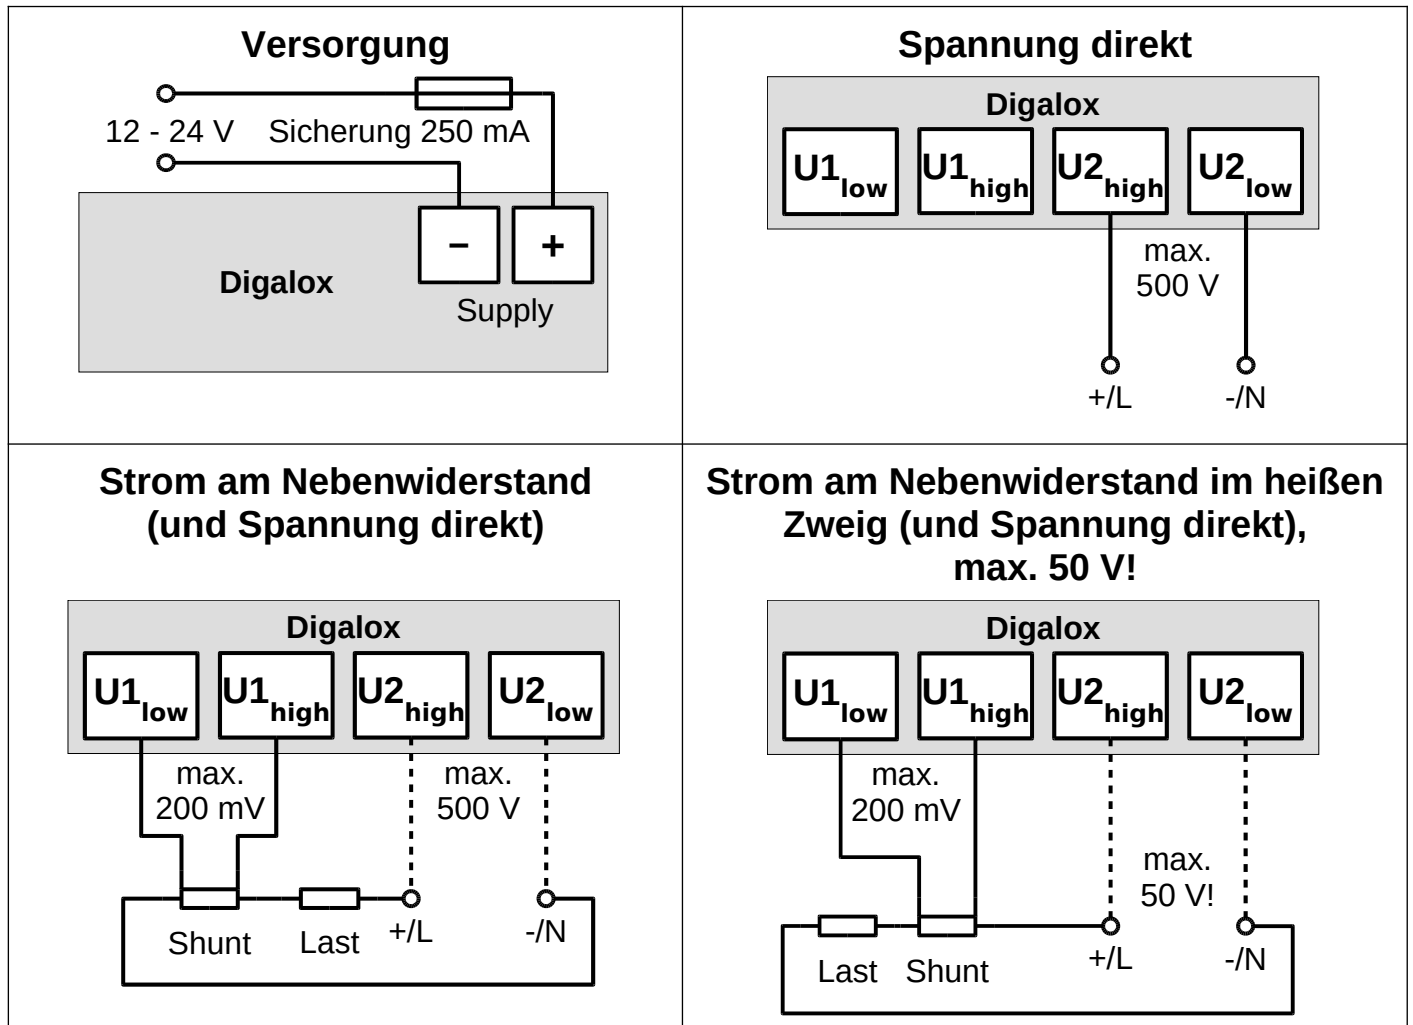 Versorgung
12 - 24 V Sicherung 250 mA
− +
Digalox
Supply
Spannung direkt
Digalox
U1low U1high U2high U2low
max.
500 V
+/L -/N
Strom am Nebenwiderstand
(und Spannung direkt)
Digalox
U1low U1high U2high U2low
max. max.
200 mV 500 V
Shunt Last +/L -/N
Strom am Nebenwiderstand im heißen
Zweig (und Spannung direkt),
max. 50 V!
Digalox
U1low U1high U2high U2low
max.
200 mV
max.
50 V!
Last Shunt +/L -/N